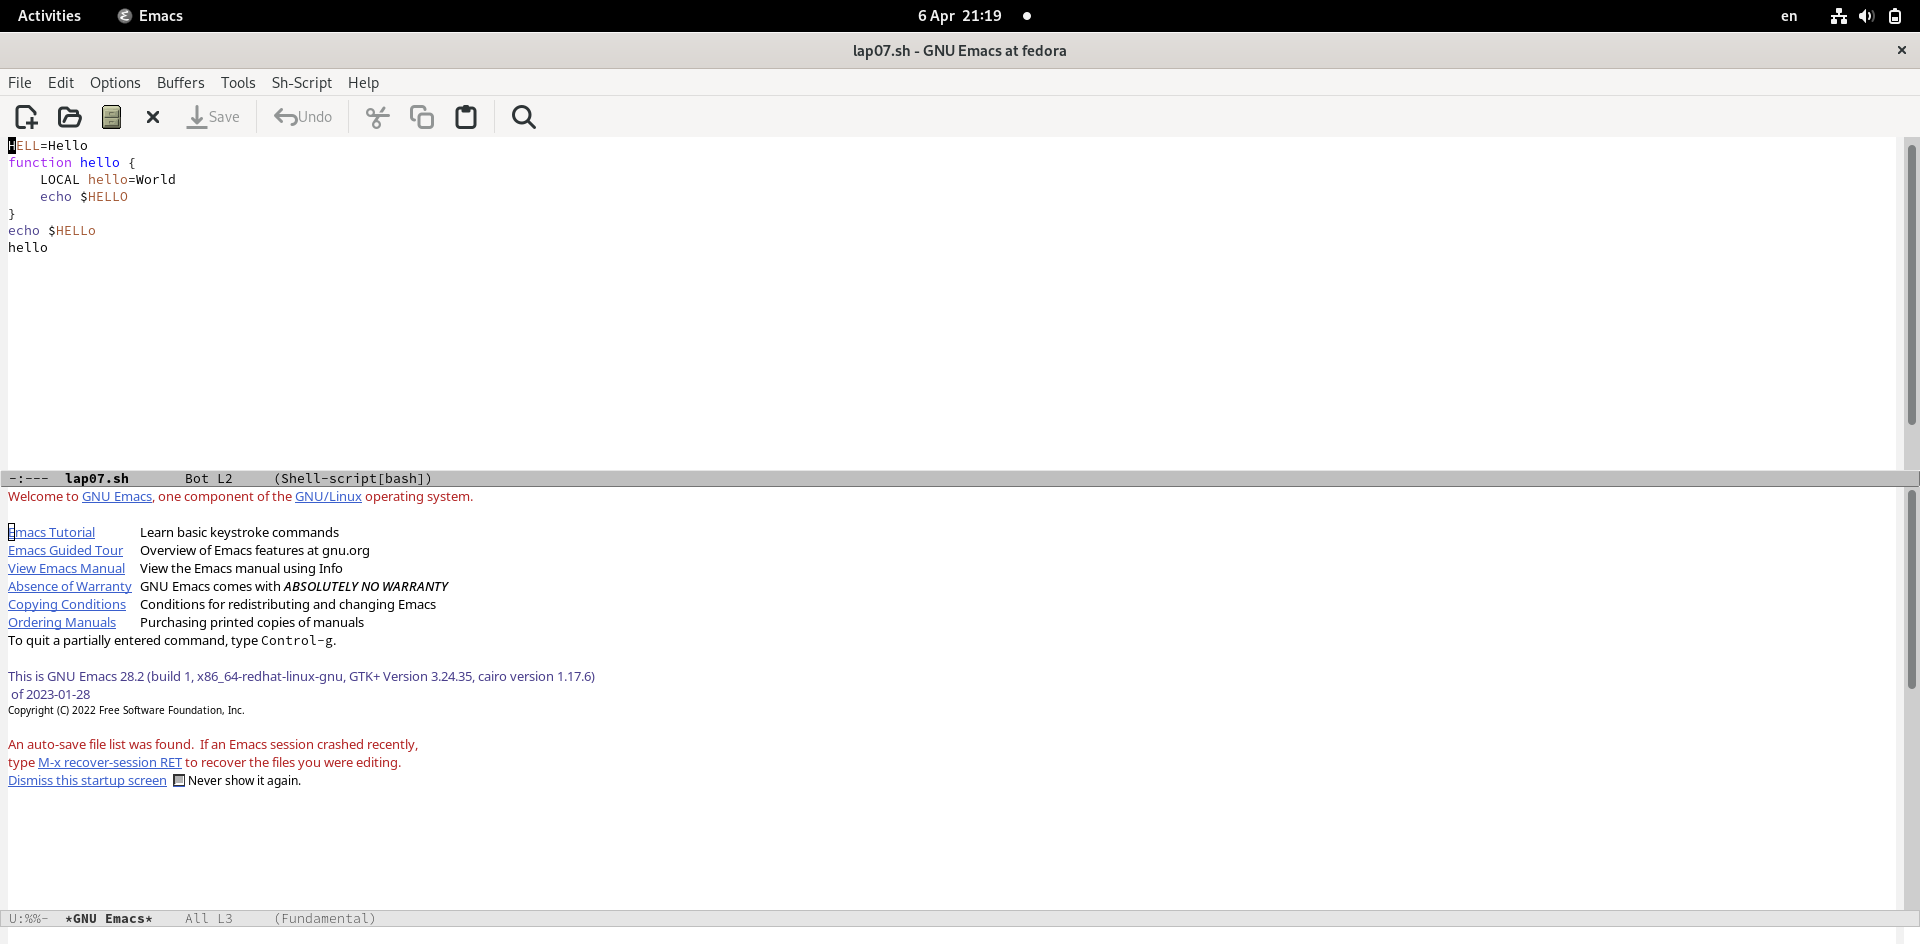 Activities Emacs 6 Apr 21:19 en
lap07.sh - GNU Emacs at fedora
File Edit Options Buffers Tools Sh-Script Help
Save Undo
HELL=Hello
function hello {
    LOCAL hello=World
    echo $HELLO
}
echo $HELLo
hello
-:--- lap07.sh Bot L2 (Shell-script[bash])
Welcome to GNU Emacs, one component of the GNU/Linux operating system.
Emacs Tutorial Learn basic keystroke commands
Emacs Guided Tour Overview of Emacs features at gnu.org
View Emacs Manual View the Emacs manual using Info
Absence of Warranty GNU Emacs comes with ABSOLUTELY NO WARRANTY
Copying Conditions Conditions for redistributing and changing Emacs
Ordering Manuals Purchasing printed copies of manuals
To quit a partially entered command, type Control-g.
This is GNU Emacs 28.2 (build 1, x86_64-redhat-linux-gnu, GTK+ Version 3.24.35, cairo version 1.17.6)
of 2023-01-28
Copyright (C) 2022 Free Software Foundation, Inc.
An auto-save file list was found. If an Emacs session crashed recently,
type M-x recover-session RET to recover the files you were editing.
Dismiss this startup screen Never show it again.
U:%%- *GNU Emacs* All L3 (Fundamental)